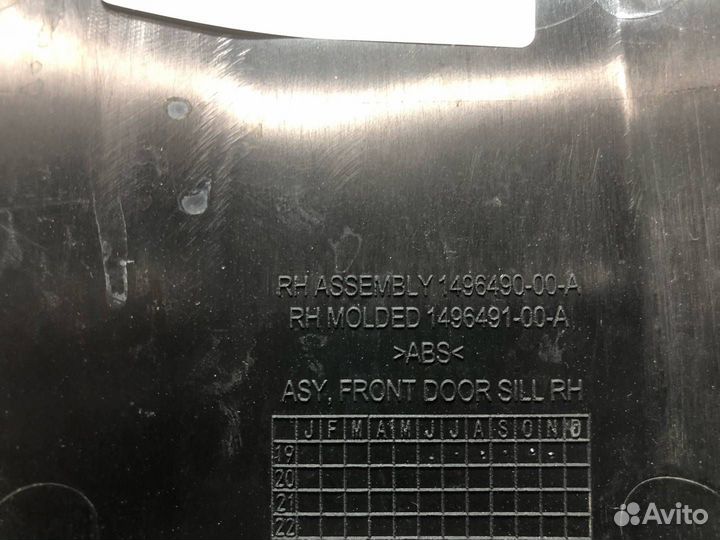 RH ASSEMBLY 1496490-00-A
RH MOLDED 1496491-00-A
>ABS<
ASY, FRONT DOOR SILL RH
J F M A M J J A S O N D
19
20
21
22
Avito